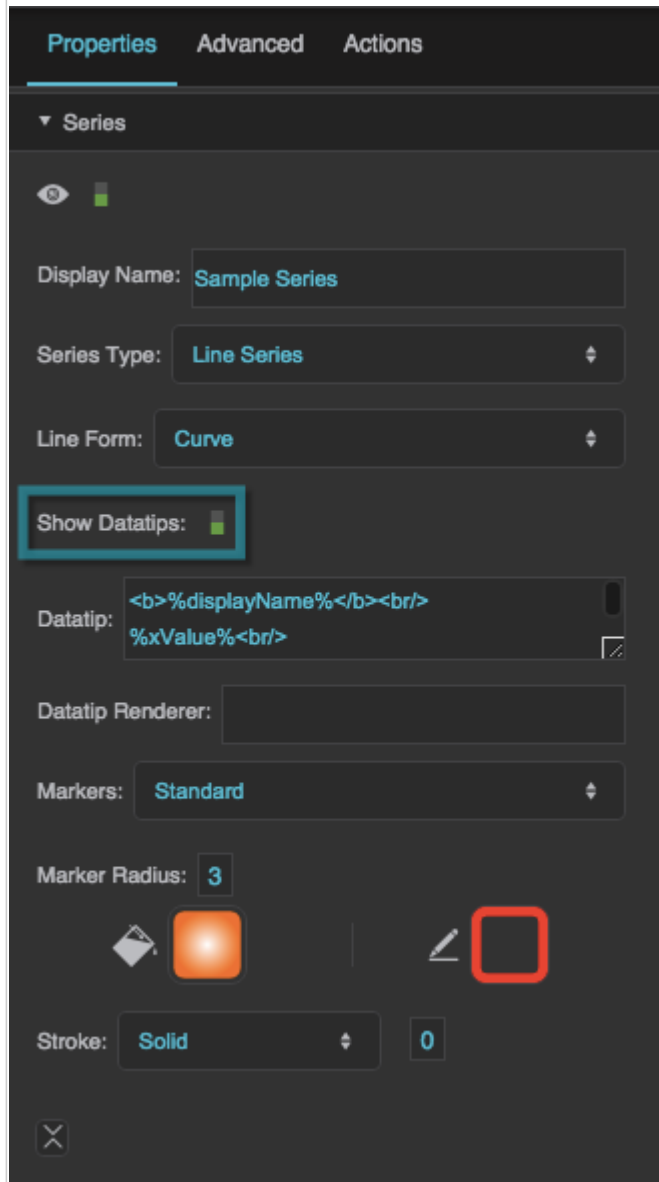 Properties Advanced Actions
Series
Display Name: Sample Series
Series Type: Line Series
Line Form: Curve
Show Datatips:
Datatip: <b>%displayName%</b><br/>
%xValue%<br/>
Datatip Renderer:
Markers: Standard
Marker Radius: 3
Stroke: Solid 0